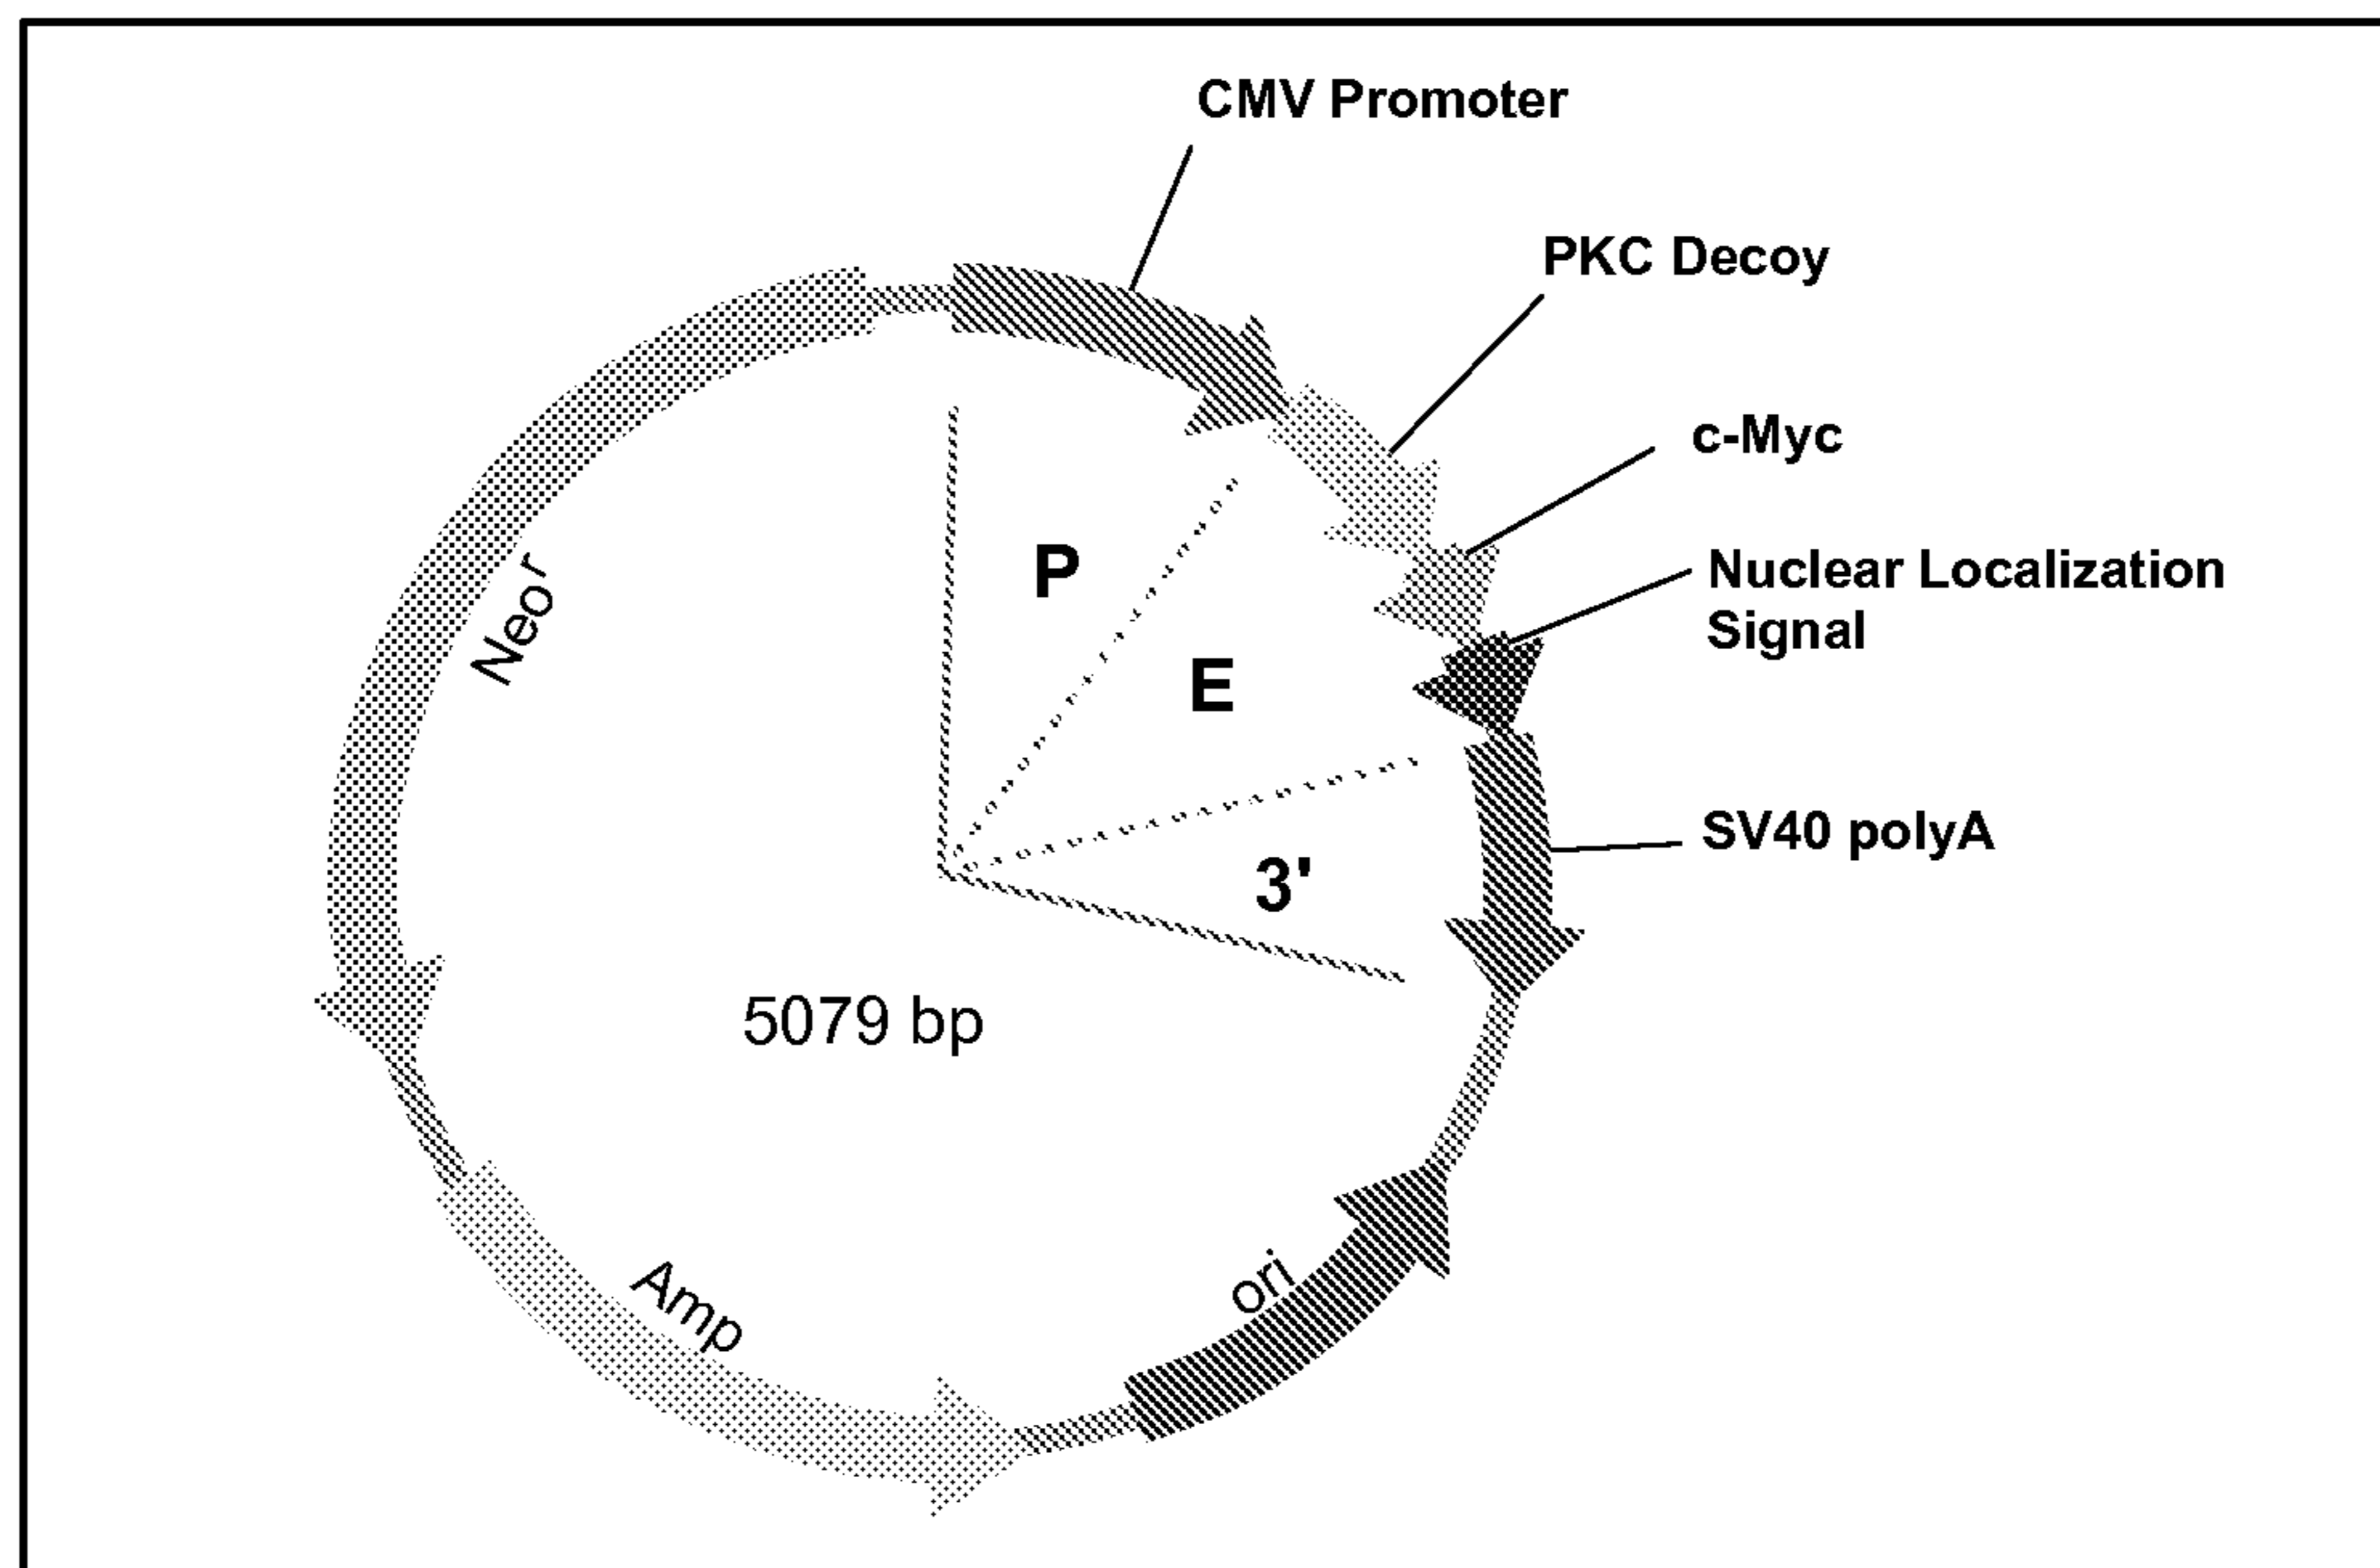 CMV Promoter
PKC Decoy
c-Myc
Nuclear Localization
Signal
SV40 polyA
P
E
3'
5079 bp
Neor
Amp
ori